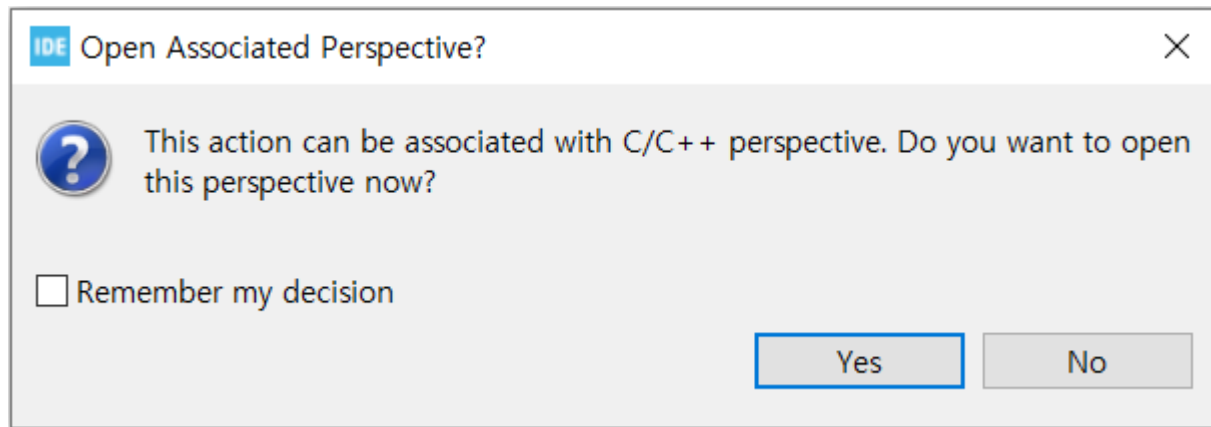 IDE Open Associated Perspective?
This action can be associated with C/C++ perspective. Do you want to open
this perspective now?
Remember my decision
Yes No